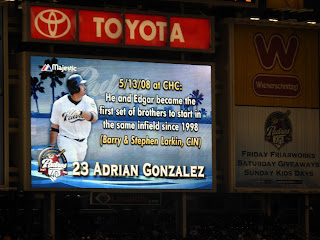 TOYOTA
Majestic
5/13/08 at CHC:
He and Edgar became the
first set of brothers to start in
the same infield since 1998
(Barry & Stephen Larkin, CIN)
23 ADRIAN GONZALEZ
Wienerschnitzel
FRIDAY FRIARWORKS
SATURDAY GIVEAWAYS
SUNDAY KIDS DAYS